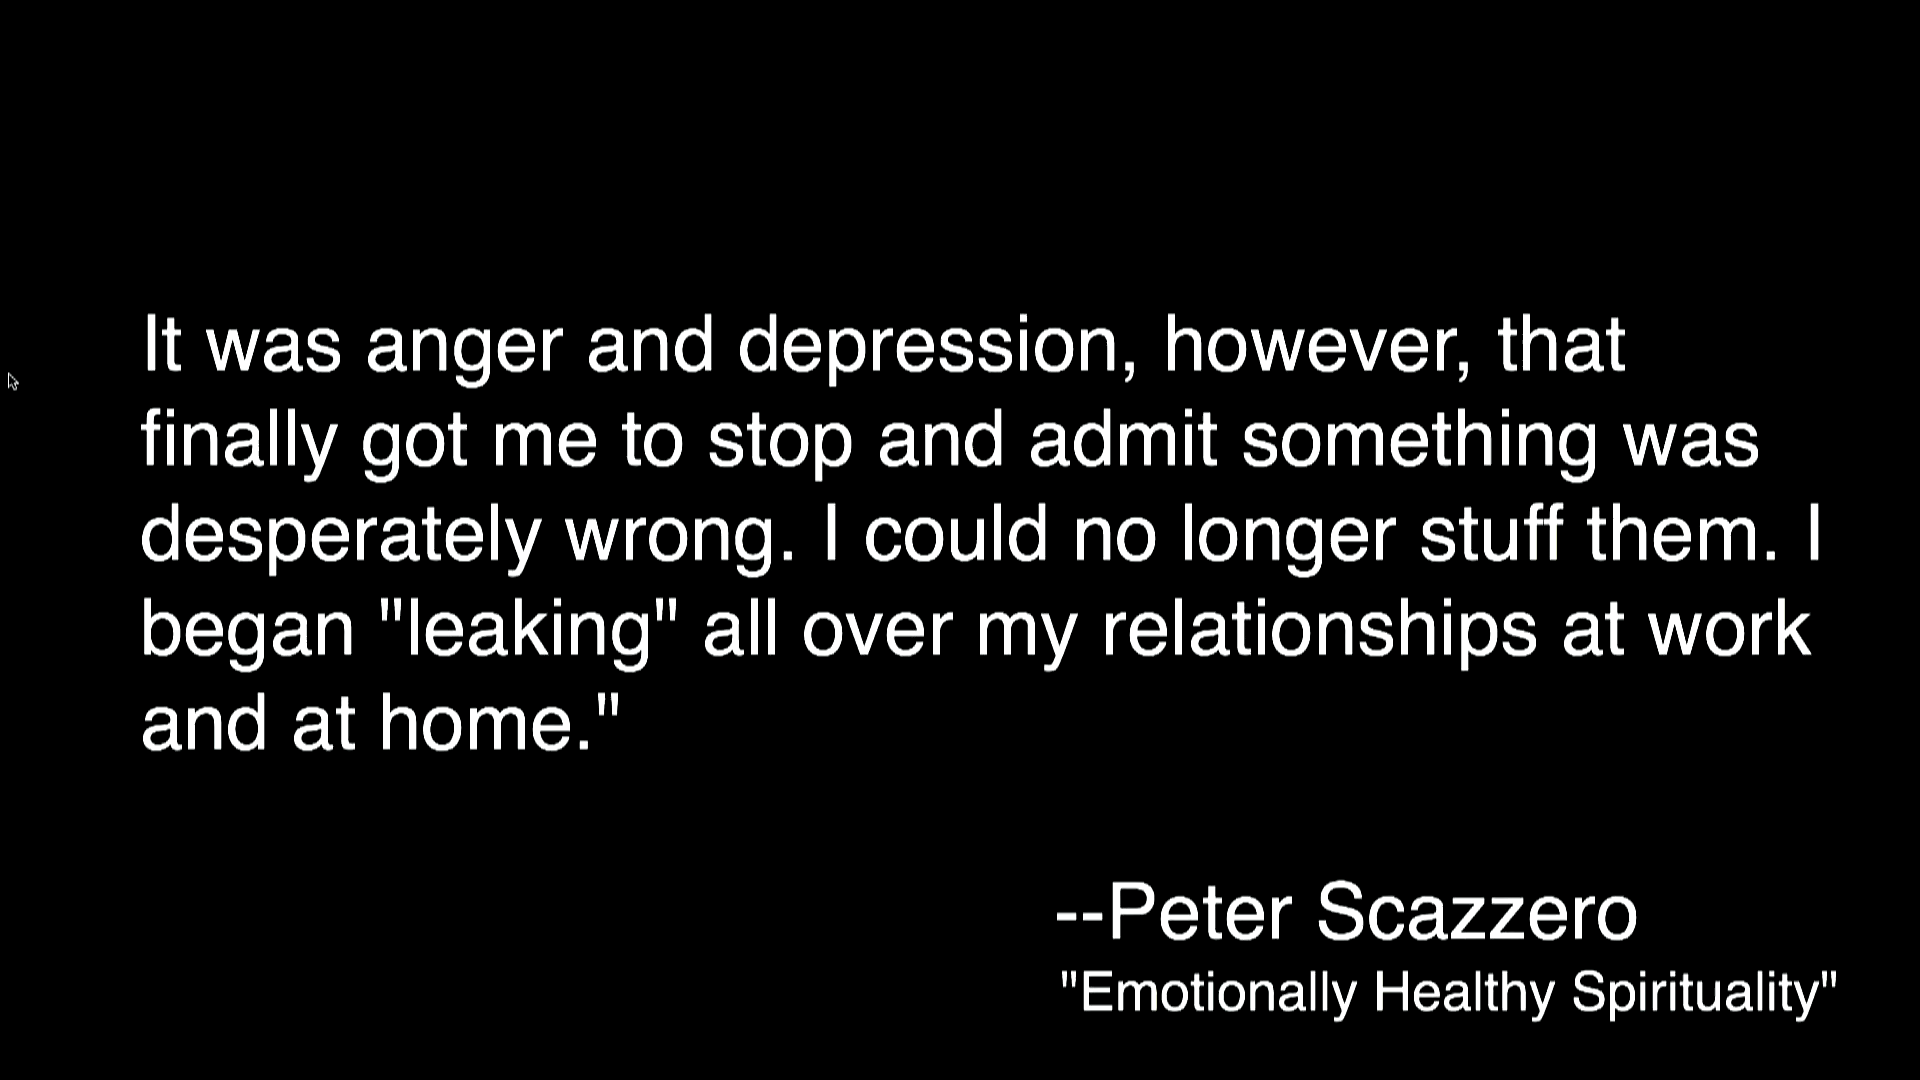 It was anger and depression, however, that
finally got me to stop and admit something was
desperately wrong. I could no longer stuff them. I
began "leaking" all over my relationships at work
and at home."
--Peter Scazzero
"Emotionally Healthy Spirituality"